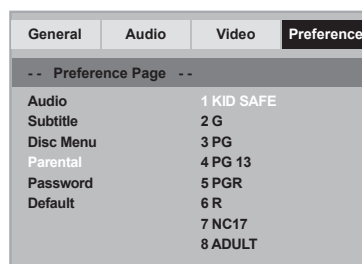 General Audio Video Preference
- - Preference Page - -
Audio 1 KID SAFE
Subtitle 2 G
Disc Menu 3 PG
Parental 4 PG 13
Password 5 PGR
Default 6 R
7 NC17
8 ADULT